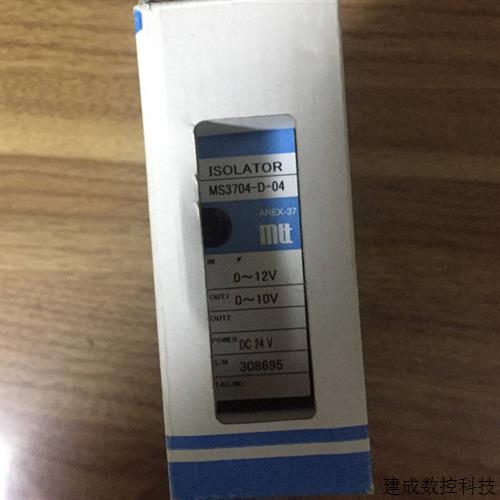 ISOLATOR
MS3704-D-04
AREX-37
mtt
IN
0～12V
OUT1 0～10V
OUT2
POWER DC 24 V
S/N 308695
TAG.NO.
建成数控科技